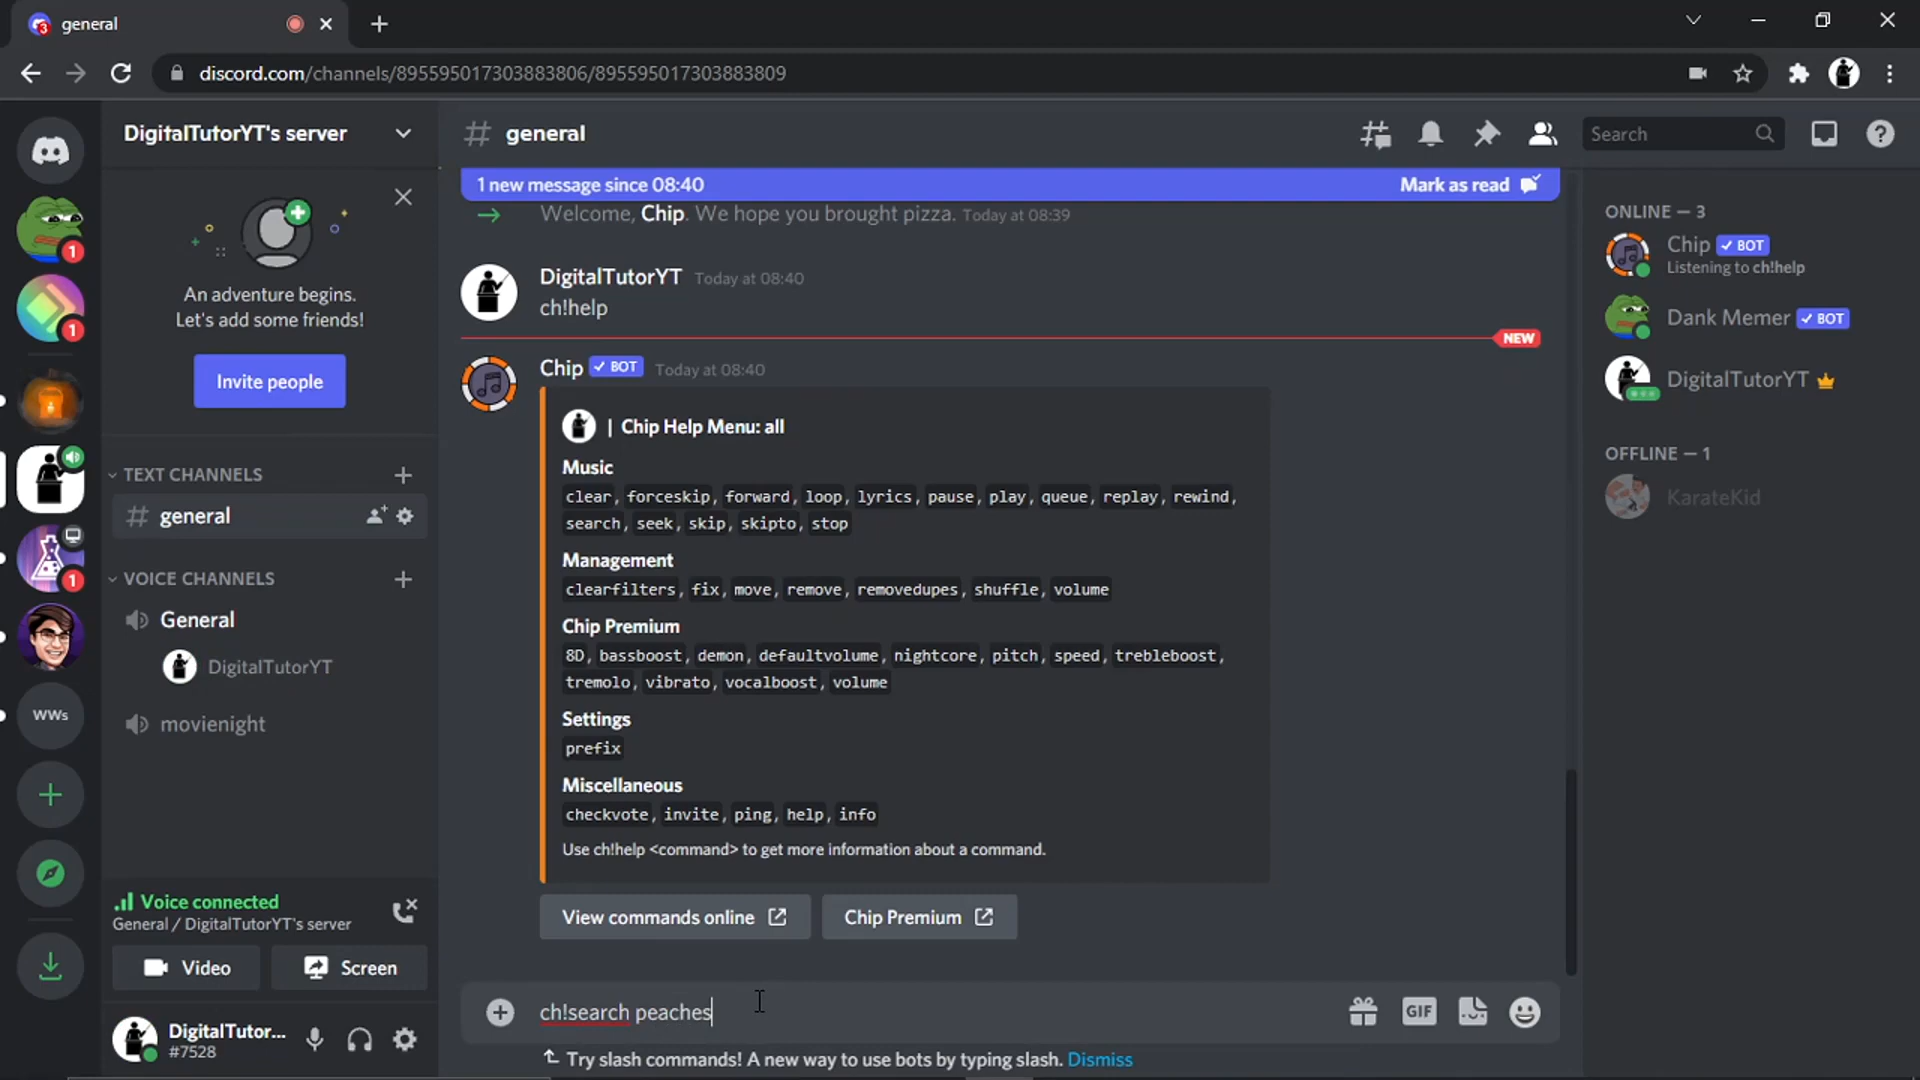 general
discord.com/channels/895595017303883806/895595017303883809
DigitalTutorYT's server
general
Search
1 new message since 08:40
Mark as read
Welcome, Chip. We hope you brought pizza. Today at 08:39
DigitalTutorYT Today at 08:40
ch!help
NEW
Chip ✓ BOT Today at 08:40
| Chip Help Menu: all
Music
clear, forceskip, forward, loop, lyrics, pause, play, queue, replay, rewind,
search, seek, skip, skipto, stop
Management
clearfilters, fix, move, remove, removedupes, shuffle, volume
Chip Premium
8D, bassboost, demon, defaultvolume, nightcore, pitch, speed, trebleboost,
tremolo, vibrato, vocalboost, volume
Settings
prefix
Miscellaneous
checkvote, invite, ping, help, info
Use ch!help <command> to get more information about a command.
View commands online
Chip Premium
ch!search peaches
GIF
Try slash commands! A new way to use bots by typing slash. Dismiss
An adventure begins.
Let's add some friends!
Invite people
TEXT CHANNELS
general
VOICE CHANNELS
General
DigitalTutorYT
movienight
Voice connected
General / DigitalTutorYT's server
Video
Screen
DigitalTutor...
#7528
3
1
1
1
WWs
ONLINE — 3
Chip ✓ BOT
Listening to ch!help
Dank Memer ✓ BOT
DigitalTutorYT
OFFLINE — 1
KarateKid